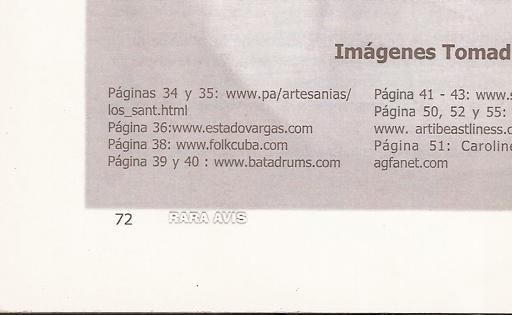 Imágenes Tomad
Páginas 34 y 35: www.pa/artesanias/
los_sant.html
Página 36:www.estadovargas.com
Página 38: www.folkcuba.com
Página 39 y 40 : www.batadrums.com
Página 41 - 43: www.s
Página 50, 52 y 55:
www. artibeastliness.c
Página 51: Caroline
agfanet.com
72 RARA AVIS